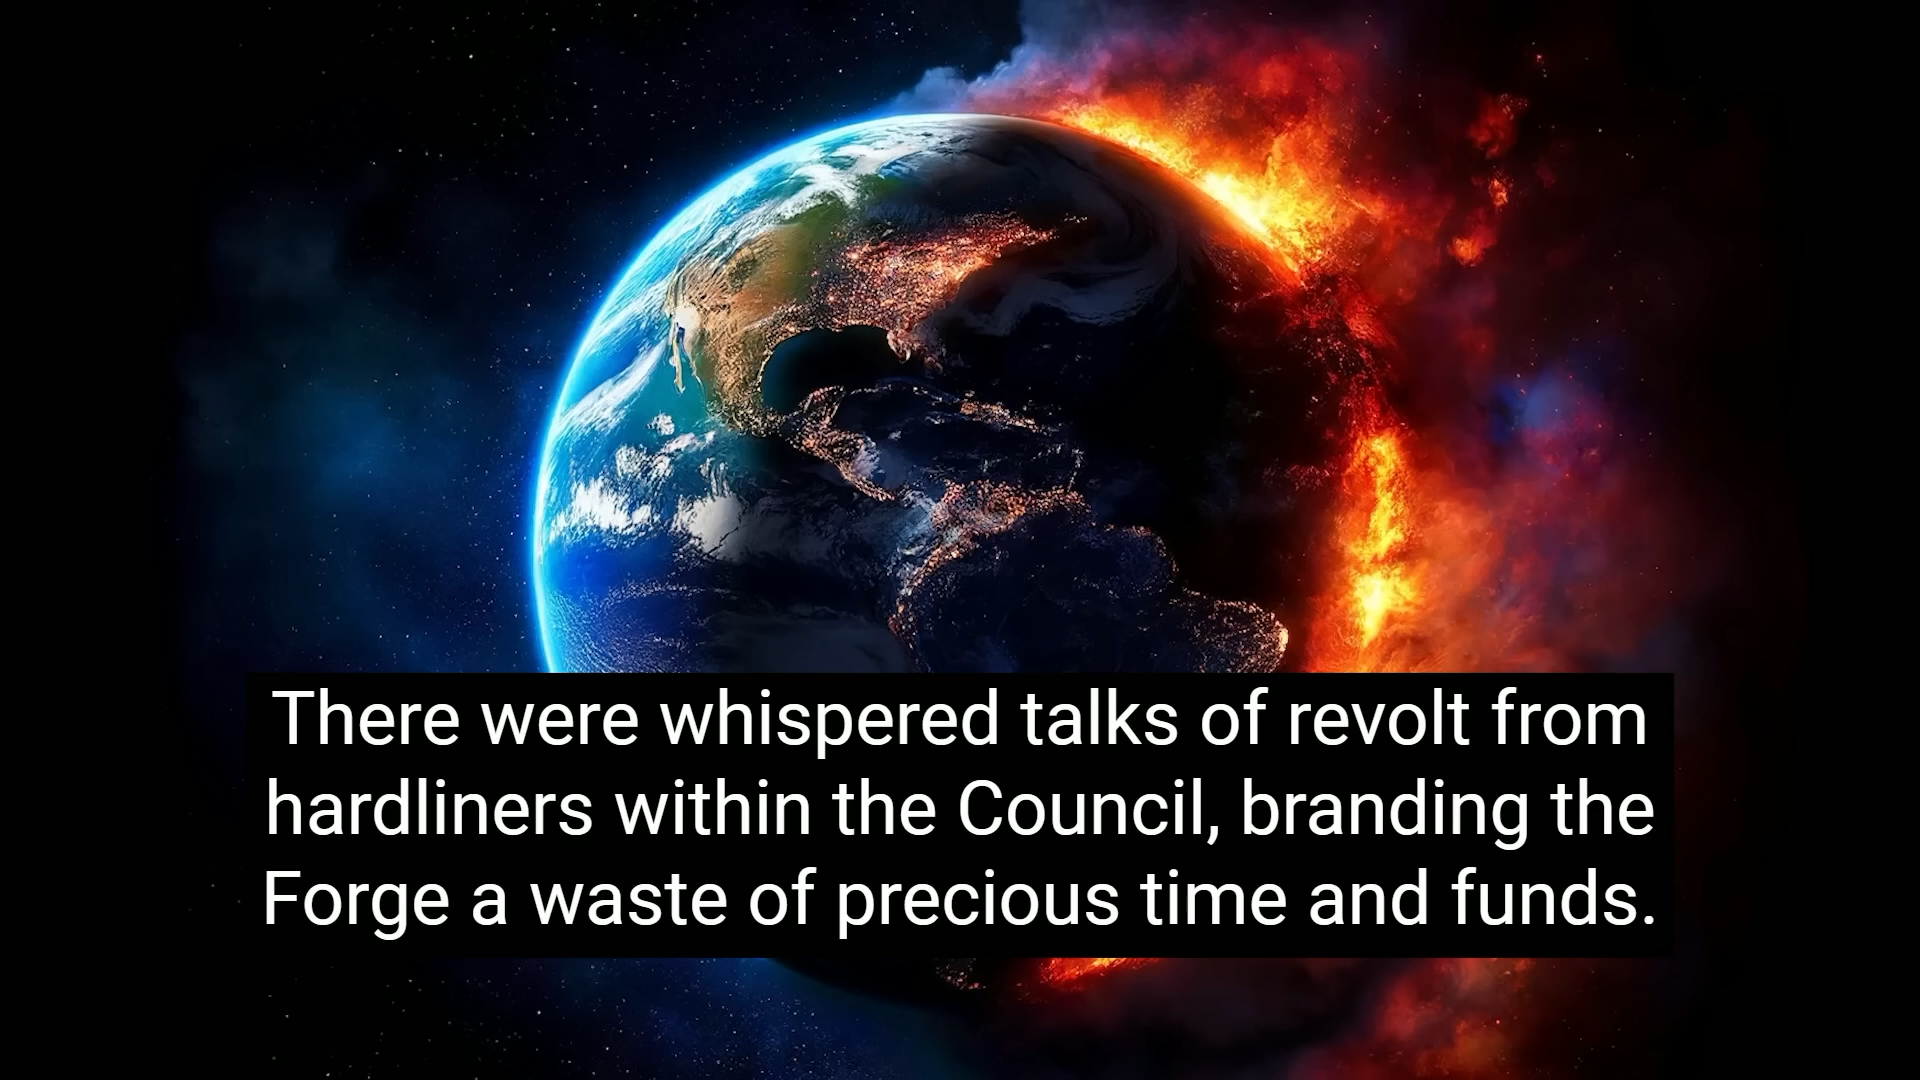 There were whispered talks of revolt from
hardliners within the Council, branding the
Forge a waste of precious time and funds.